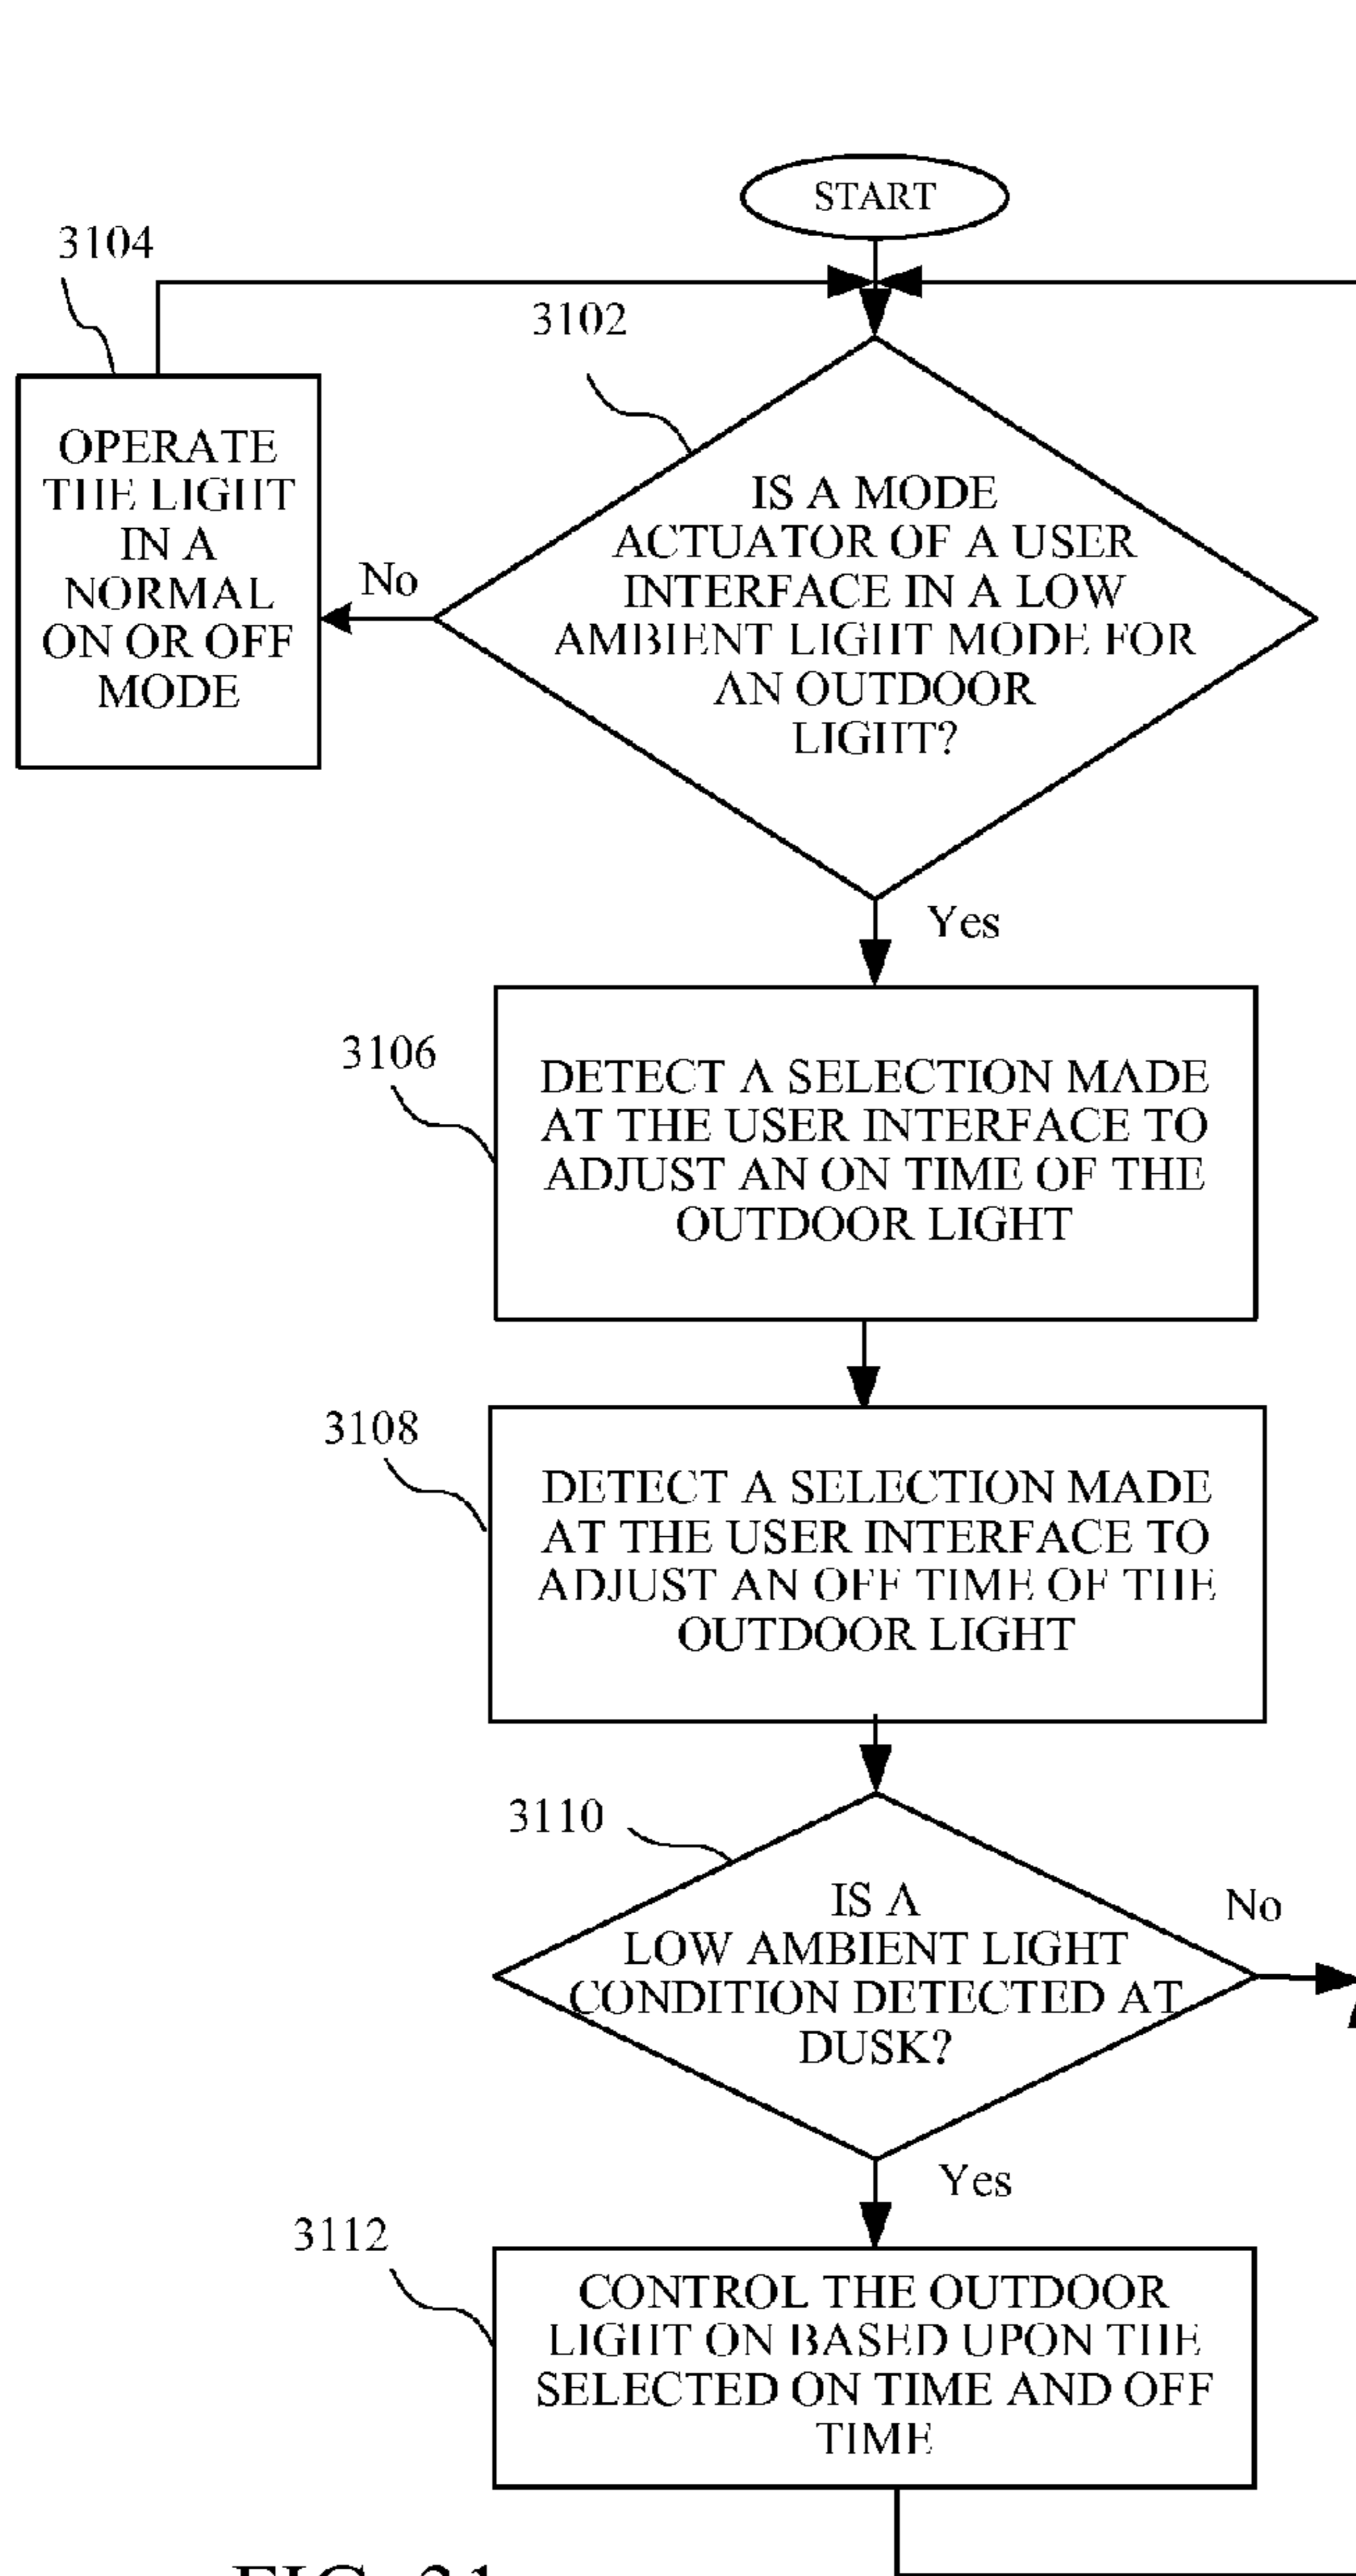 START
3104
3102
OPERATE
THE LIGHT
IN A
NORMAL
ON OR OFF
MODE
No
IS A MODE
ACTUATOR OF A USER
INTERFACE IN A LOW
AMBIENT LIGHT MODE FOR
AN OUTDOOR
LIGHT?
Yes
3106
DETECT A SELECTION MADE
AT THE USER INTERFACE TO
ADJUST AN ON TIME OF THE
OUTDOOR LIGHT
3108
DETECT A SELECTION MADE
AT THE USER INTERFACE TO
ADJUST AN OFF TIME OF THE
OUTDOOR LIGHT
3110
IS A
LOW AMBIENT LIGHT
CONDITION DETECTED AT
DUSK?
No
Yes
3112
CONTROL THE OUTDOOR
LIGHT ON BASED UPON THE
SELECTED ON TIME AND OFF
TIME
FIG. 31